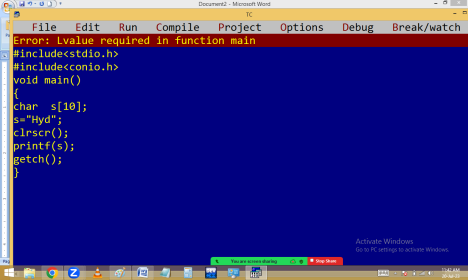 Document2 - Microsoft Word
TC
File Edit Run Compile Project Options Debug Break/watch
Error: Lvalue required in function main
#include<stdio.h>
#include<conio.h>
void main()
{
char s[10];
s="Hyd";
clrscr();
printf(s);
getch();
}
Activate Windows
Go to PC settings to activate Windows.
You are screen sharing Stop Share